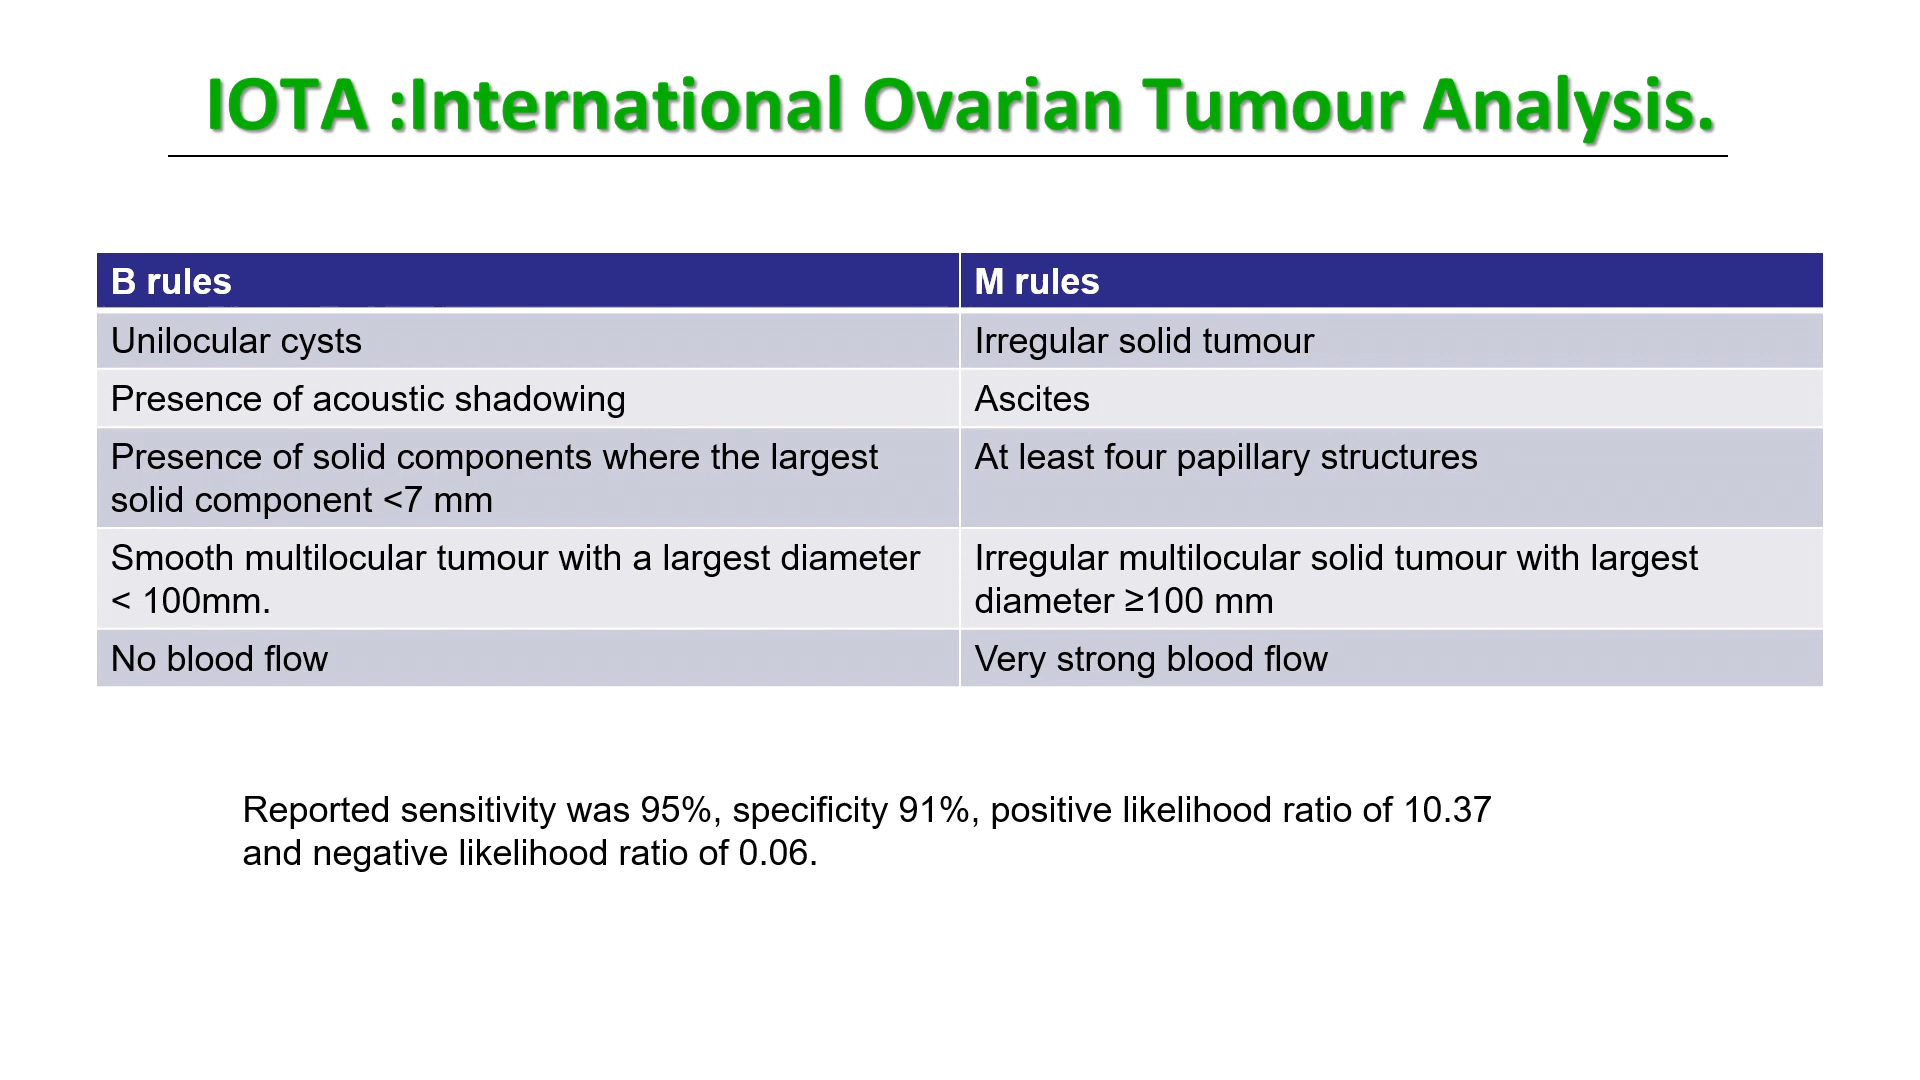 IOTA :International Ovarian Tumour Analysis.
B rules
M rules
Unilocular cysts
Irregular solid tumour
Presence of acoustic shadowing
Ascites
Presence of solid components where the largest
solid component <7 mm
At least four papillary structures
Smooth multilocular tumour with a largest diameter
< 100mm.
Irregular multilocular solid tumour with largest
diameter ≥100 mm
No blood flow
Very strong blood flow
Reported sensitivity was 95%, specificity 91%, positive likelihood ratio of 10.37
and negative likelihood ratio of 0.06.